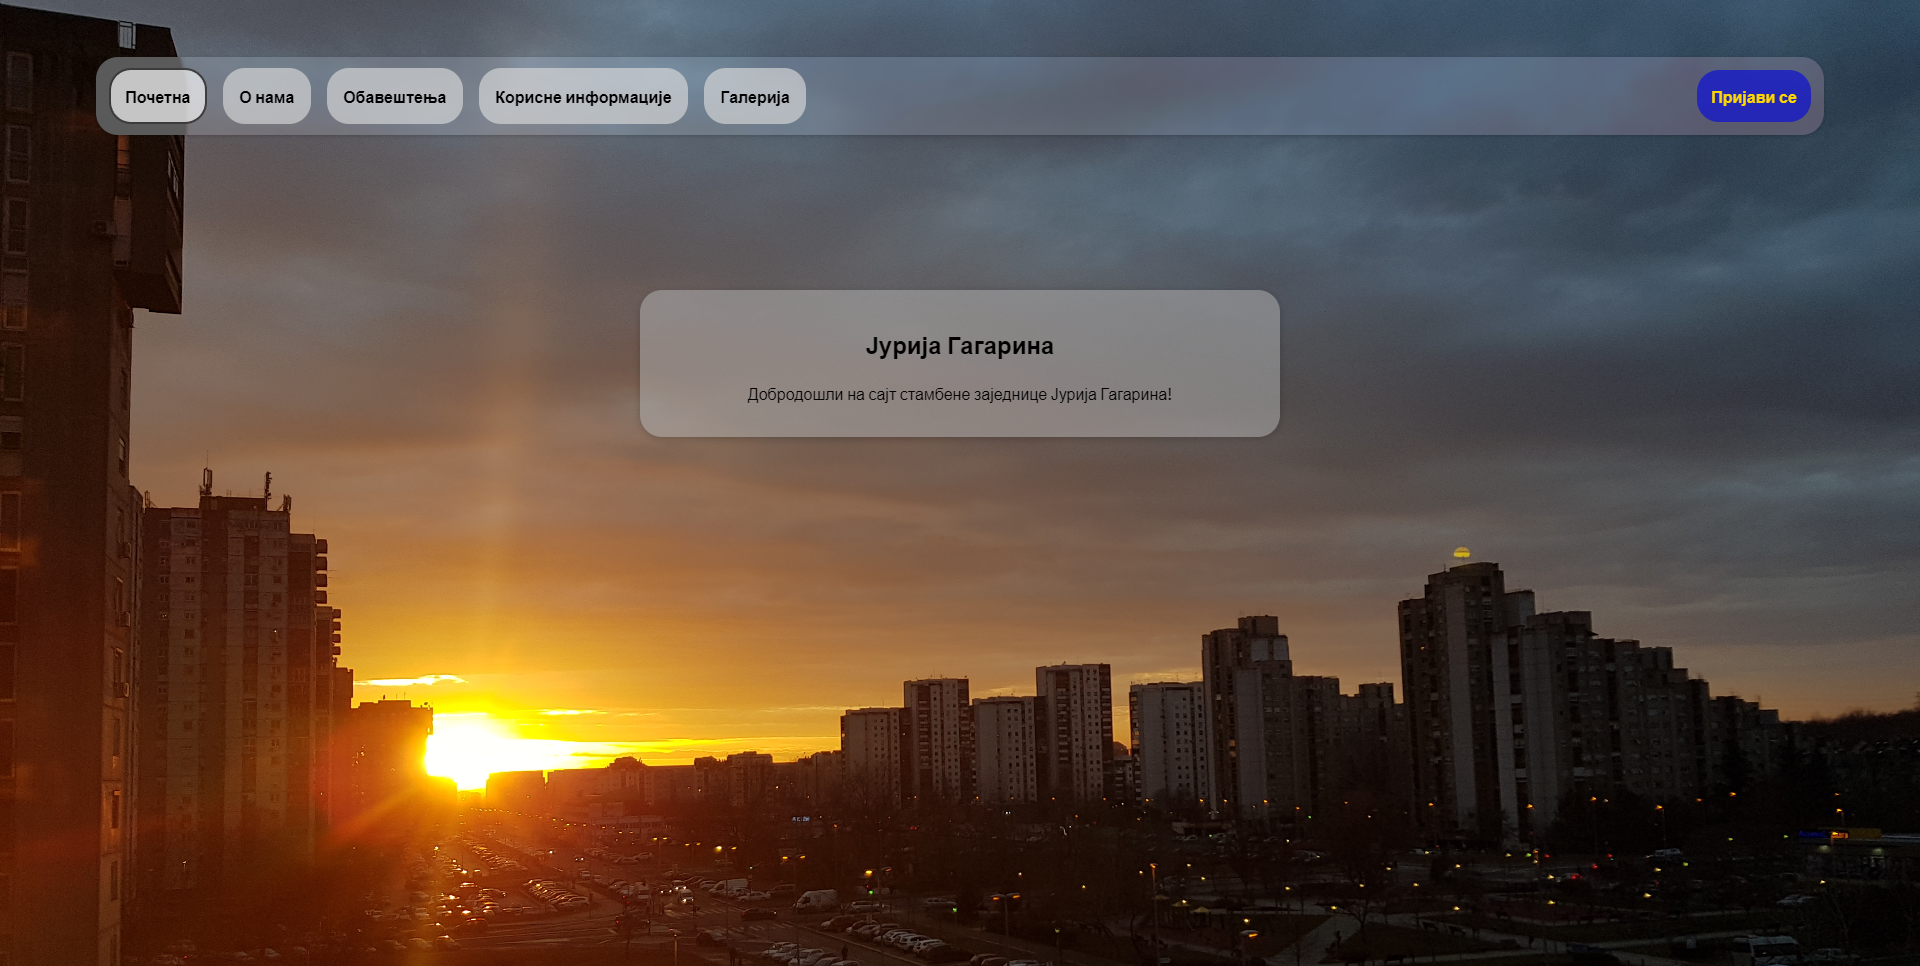 Почетна
О нама
Обавештења
Корисне информације
Галерија
Пријави се
Јурија Гагарина
Добродошли на сајт стамбене заједнице Јурија Гагарина!